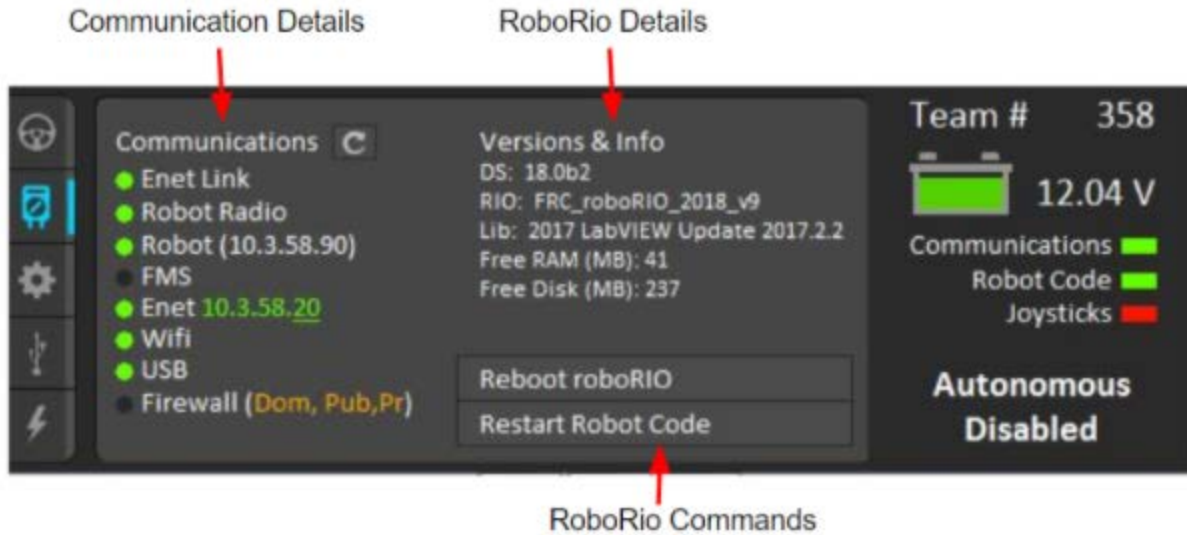 Communication Details
RoboRio Details
Communications
Enet Link
Robot Radio
Robot (10.3.58.90)
FMS
Enet 10.3.58.20
Wifi
USB
Firewall (Dom, Pub,Pr)
Versions & Info
DS: 18.0b2
RIO: FRC_roboRIO_2018_v9
Lib: 2017 LabVIEW Update 2017.2.2
Free RAM (MB): 41
Free Disk (MB): 237
Reboot roboRIO
Restart Robot Code
Team # 358
12.04 V
Communications
Robot Code
Joysticks
Autonomous
Disabled
RoboRio Commands